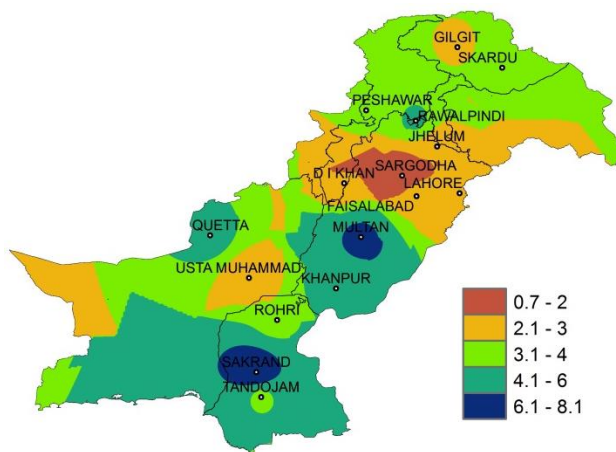 GILGIT
SKARDU
PESHAWAR
RAWALPINDI
JHELUM
SARGODHA
D I KHAN
LAHORE
FAISALABAD
QUETTA
MULTAN
USTA MUHAMMAD
KHANPUR
ROHRI
SAKRAND
TANDOJAM
0.7 - 2
2.1 - 3
3.1 - 4
4.1 - 6
6.1 - 8.1